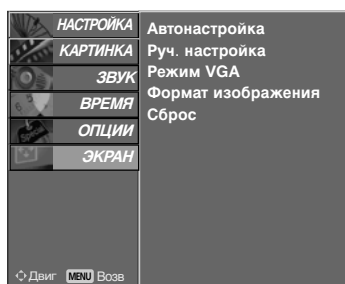 НАСТРОЙКА
КАРТИНКА
ЗВУК
ВРЕМЯ
ОПЦИИ
ЭКРАН
Автонастройка
Руч. настройка
Режим VGA
Формат изображения
Сброс
Двиг MENU Возв